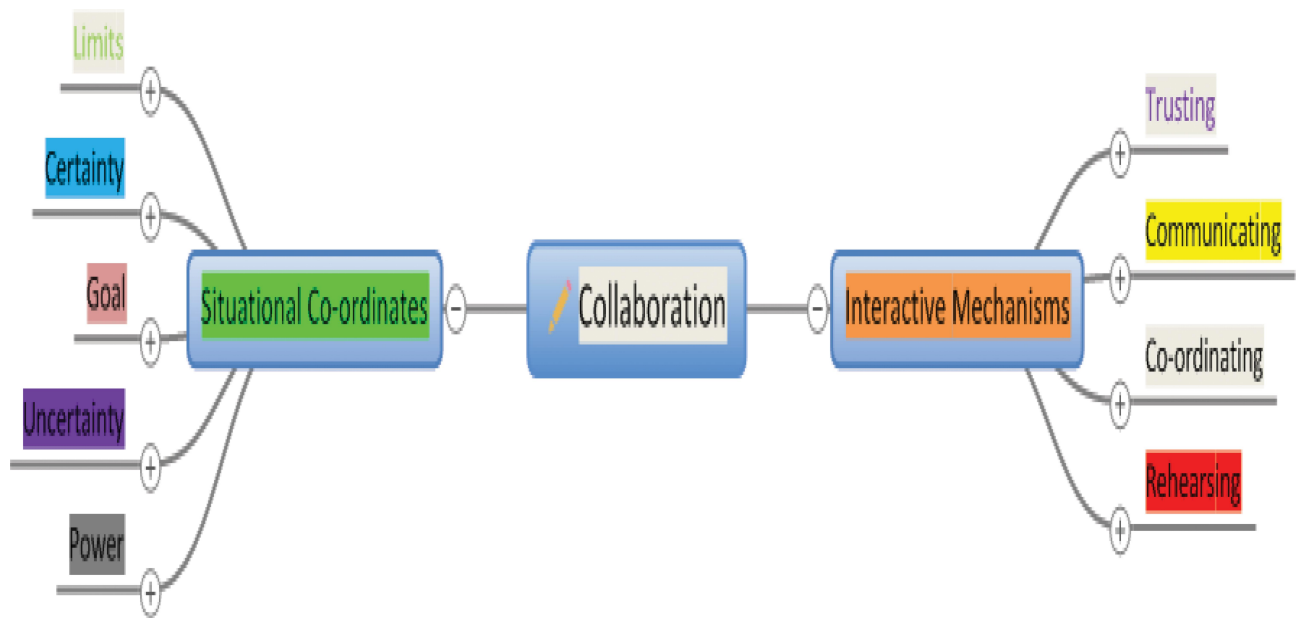 Limits
Certainty
Goal
Uncertainty
Power
Situational Co-ordinates
Collaboration
Interactive Mechanisms
Trusting
Communicating
Co-ordinating
Rehearsing